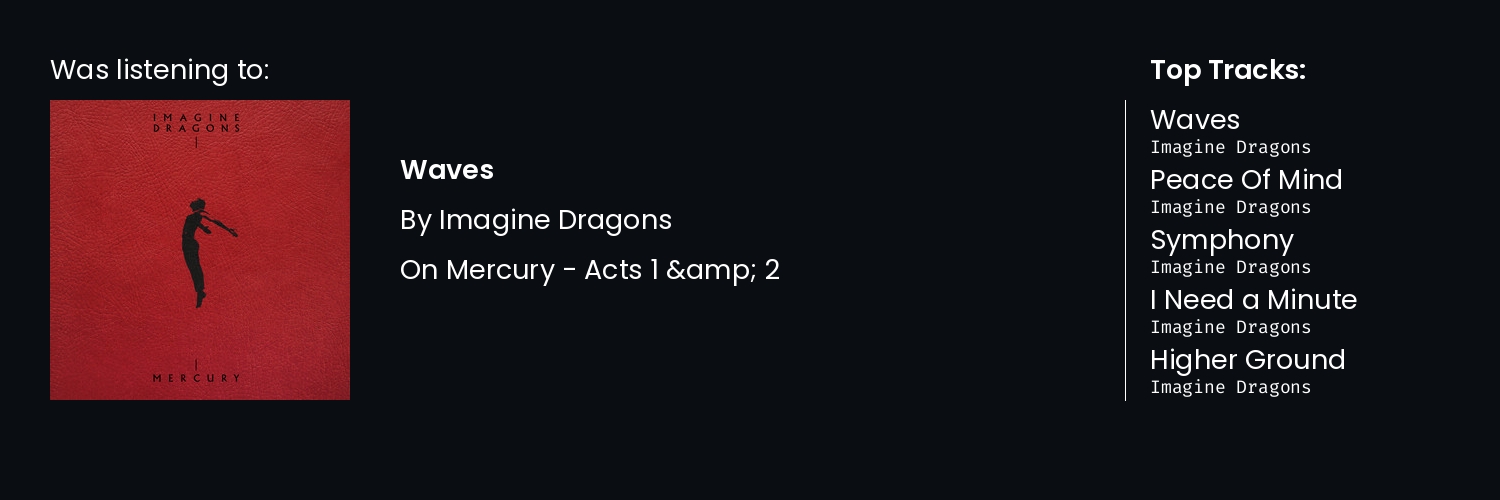 Was listening to:
IMAGINE
DRAGONS
MERCURY
Waves
By Imagine Dragons
On Mercury - Acts 1 &amp; 2
Top Tracks:
Waves
Imagine Dragons
Peace Of Mind
Imagine Dragons
Symphony
Imagine Dragons
I Need a Minute
Imagine Dragons
Higher Ground
Imagine Dragons